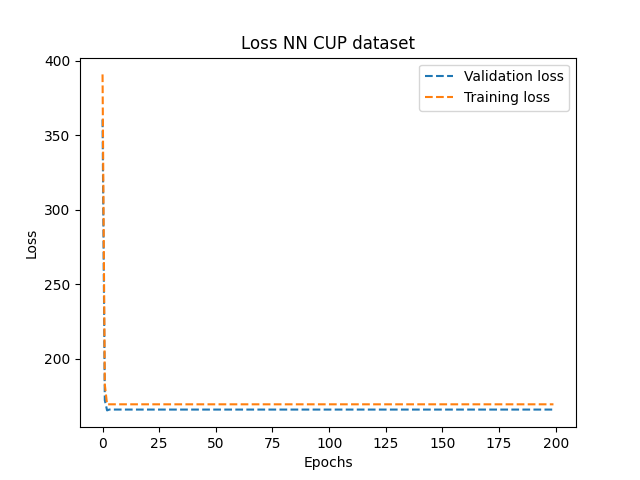 Loss NN CUP dataset
400
350
300
250
200
Loss
Validation loss
Training loss
0 25 50 75 100 125 150 175 200
Epochs